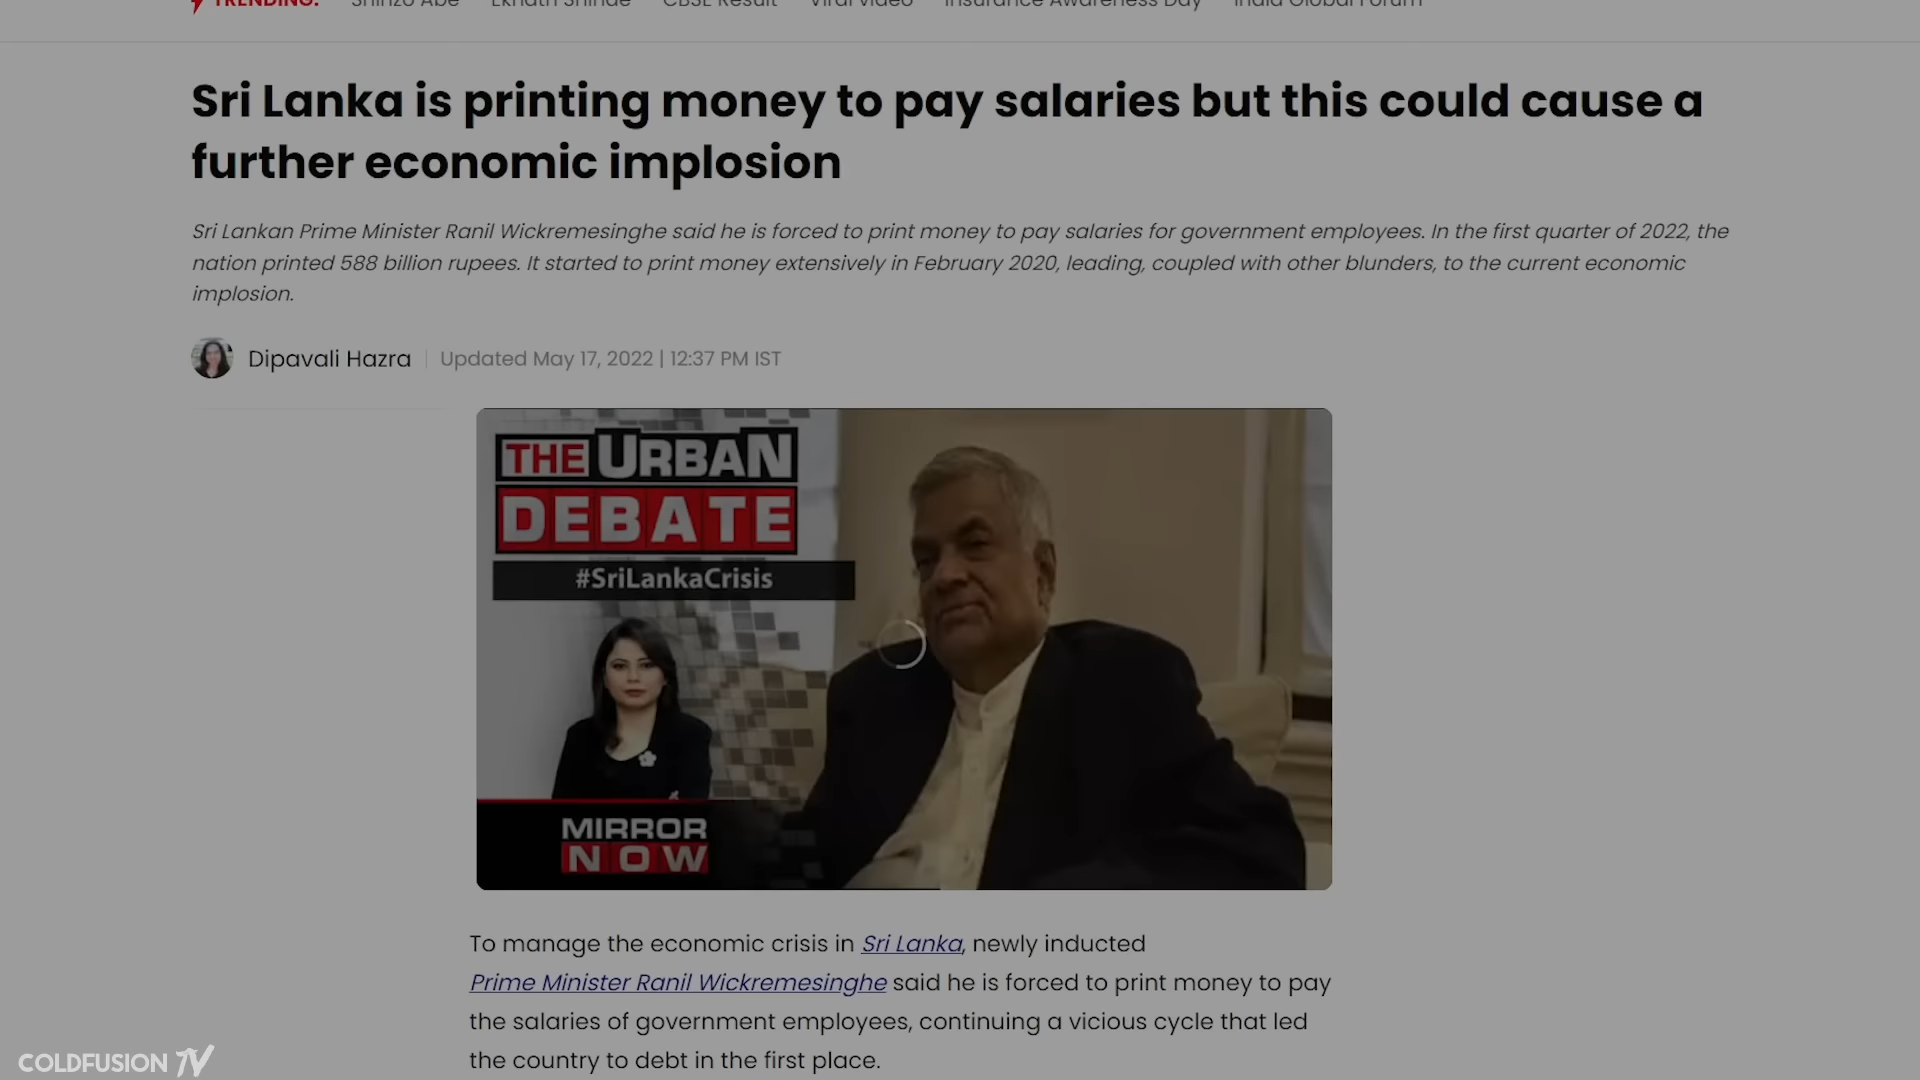 TRENDING: Shinzo Abe Eknath Shinde CBSE Result Viral video Insurance Awareness Day India Global Forum
Sri Lanka is printing money to pay salaries but this could cause a
further economic implosion
Sri Lankan Prime Minister Ranil Wickremesinghe said he is forced to print money to pay salaries for government employees. In the first quarter of 2022, the
nation printed 588 billion rupees. It started to print money extensively in February 2020, leading, coupled with other blunders, to the current economic
implosion.
Dipavali Hazra | Updated May 17, 2022 | 12:37 PM IST
THE URBAN
DEBATE
#SriLankaCrisis
MIRROR
NOW
To manage the economic crisis in Sri Lanka, newly inducted
Prime Minister Ranil Wickremesinghe said he is forced to print money to pay
the salaries of government employees, continuing a vicious cycle that led
the country to debt in the first place.
COLDFUSION TV